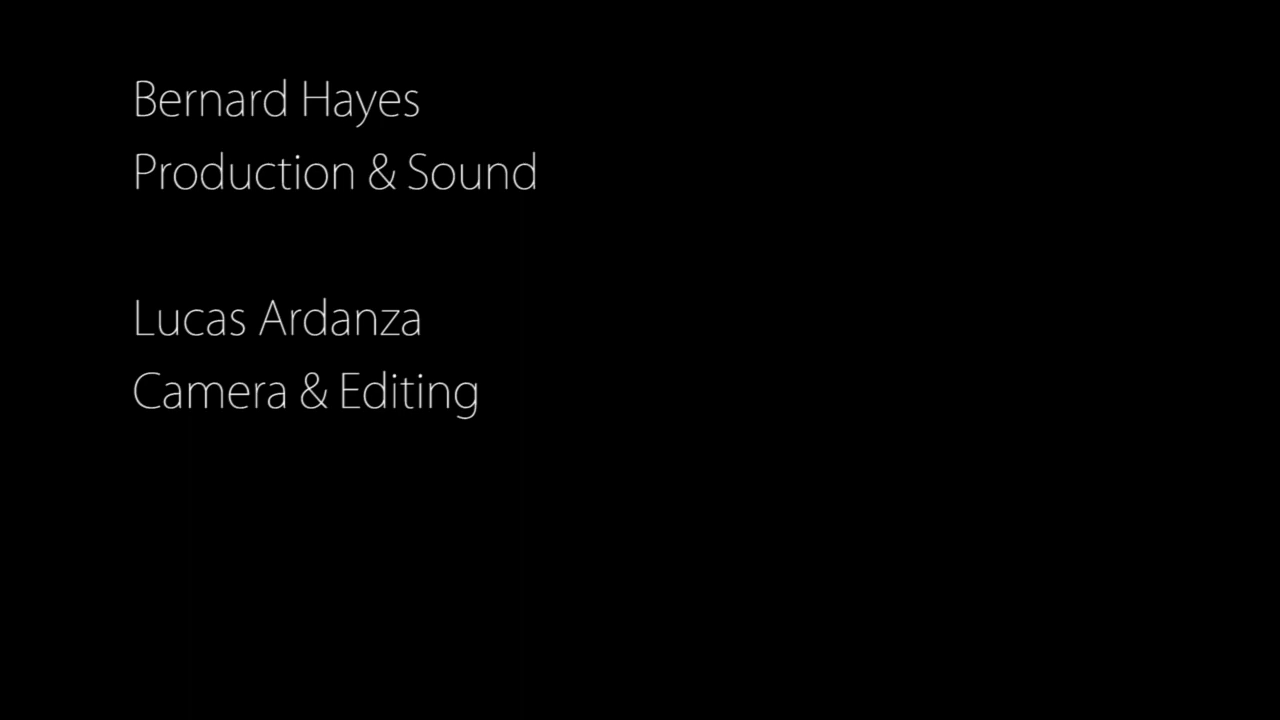 Bernard Hayes
Production & Sound
Lucas Ardanza
Camera & Editing